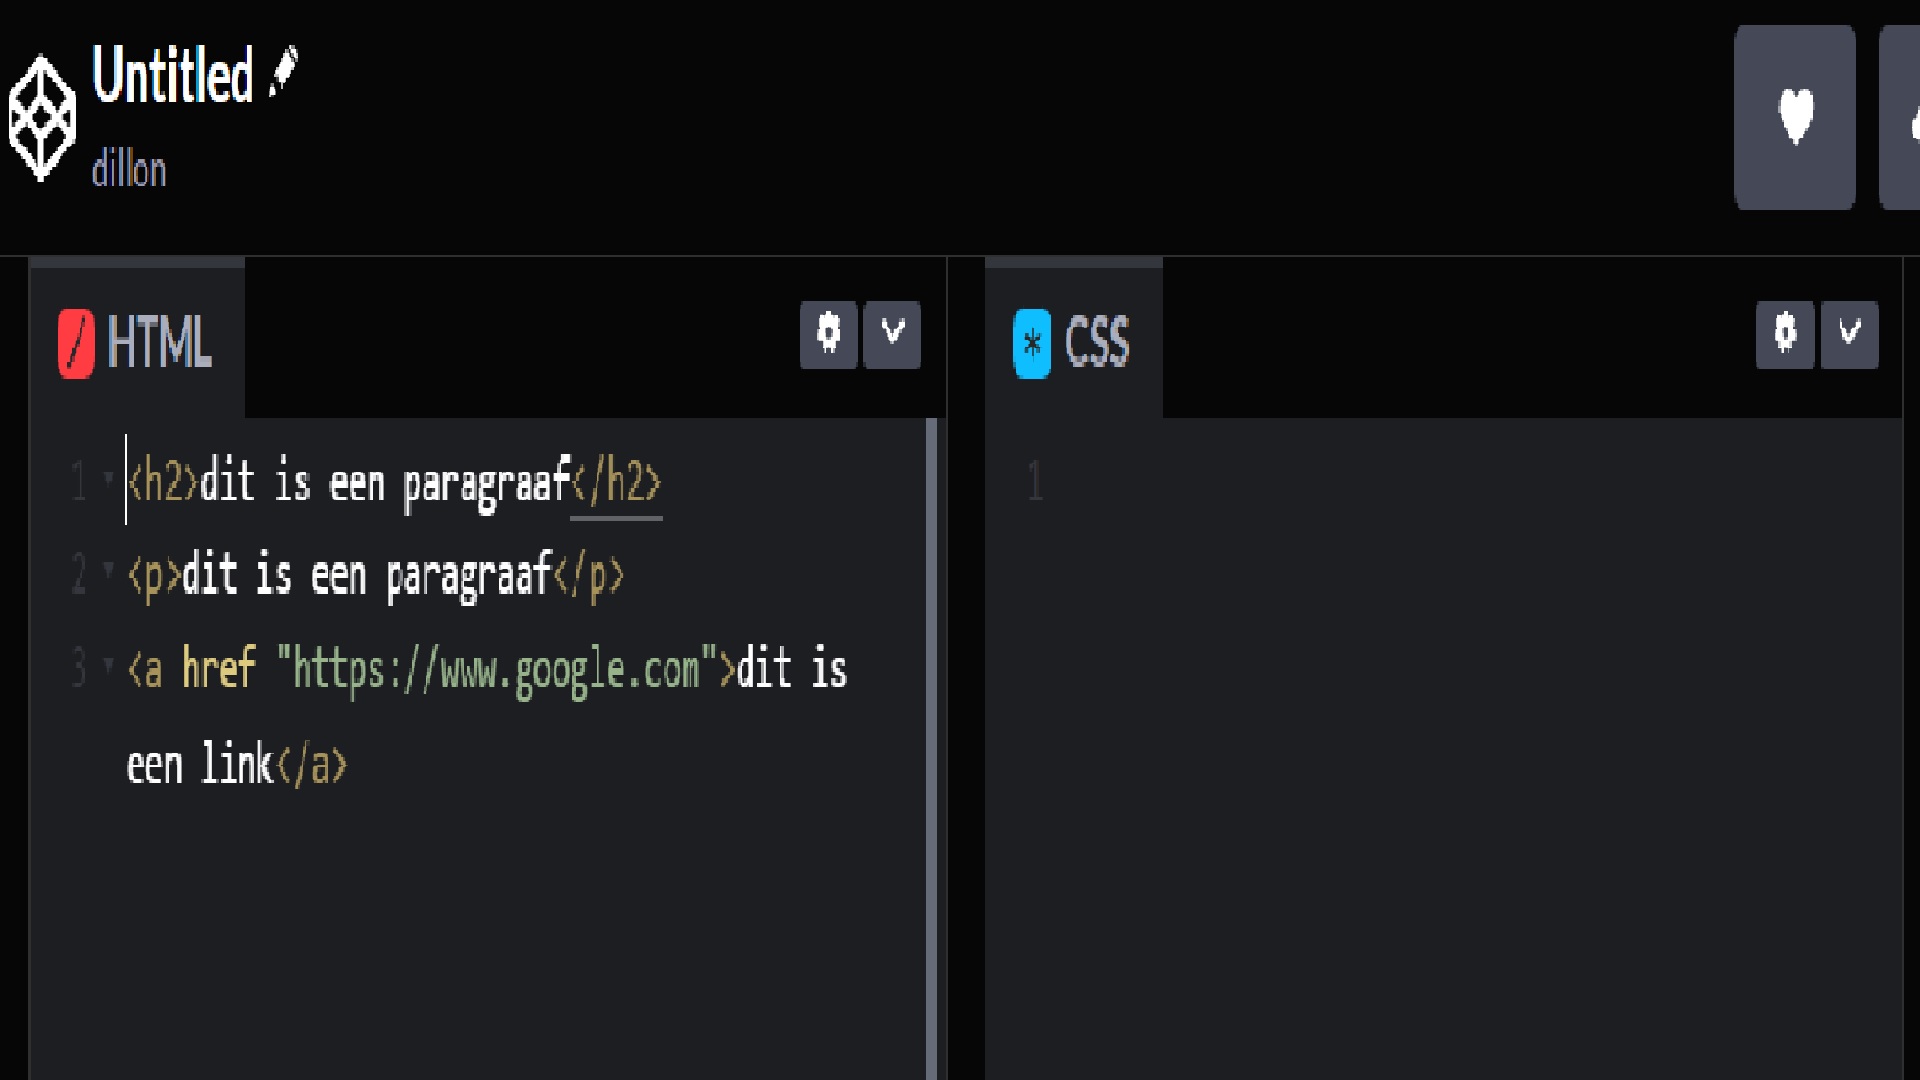 Untitled
dillon
HTML
CSS
1 <h2>dit is een paragraaf</h2>
2 <p>dit is een paragraaf</p>
3 <a href "https://www.google.com">dit is
een link</a>
1